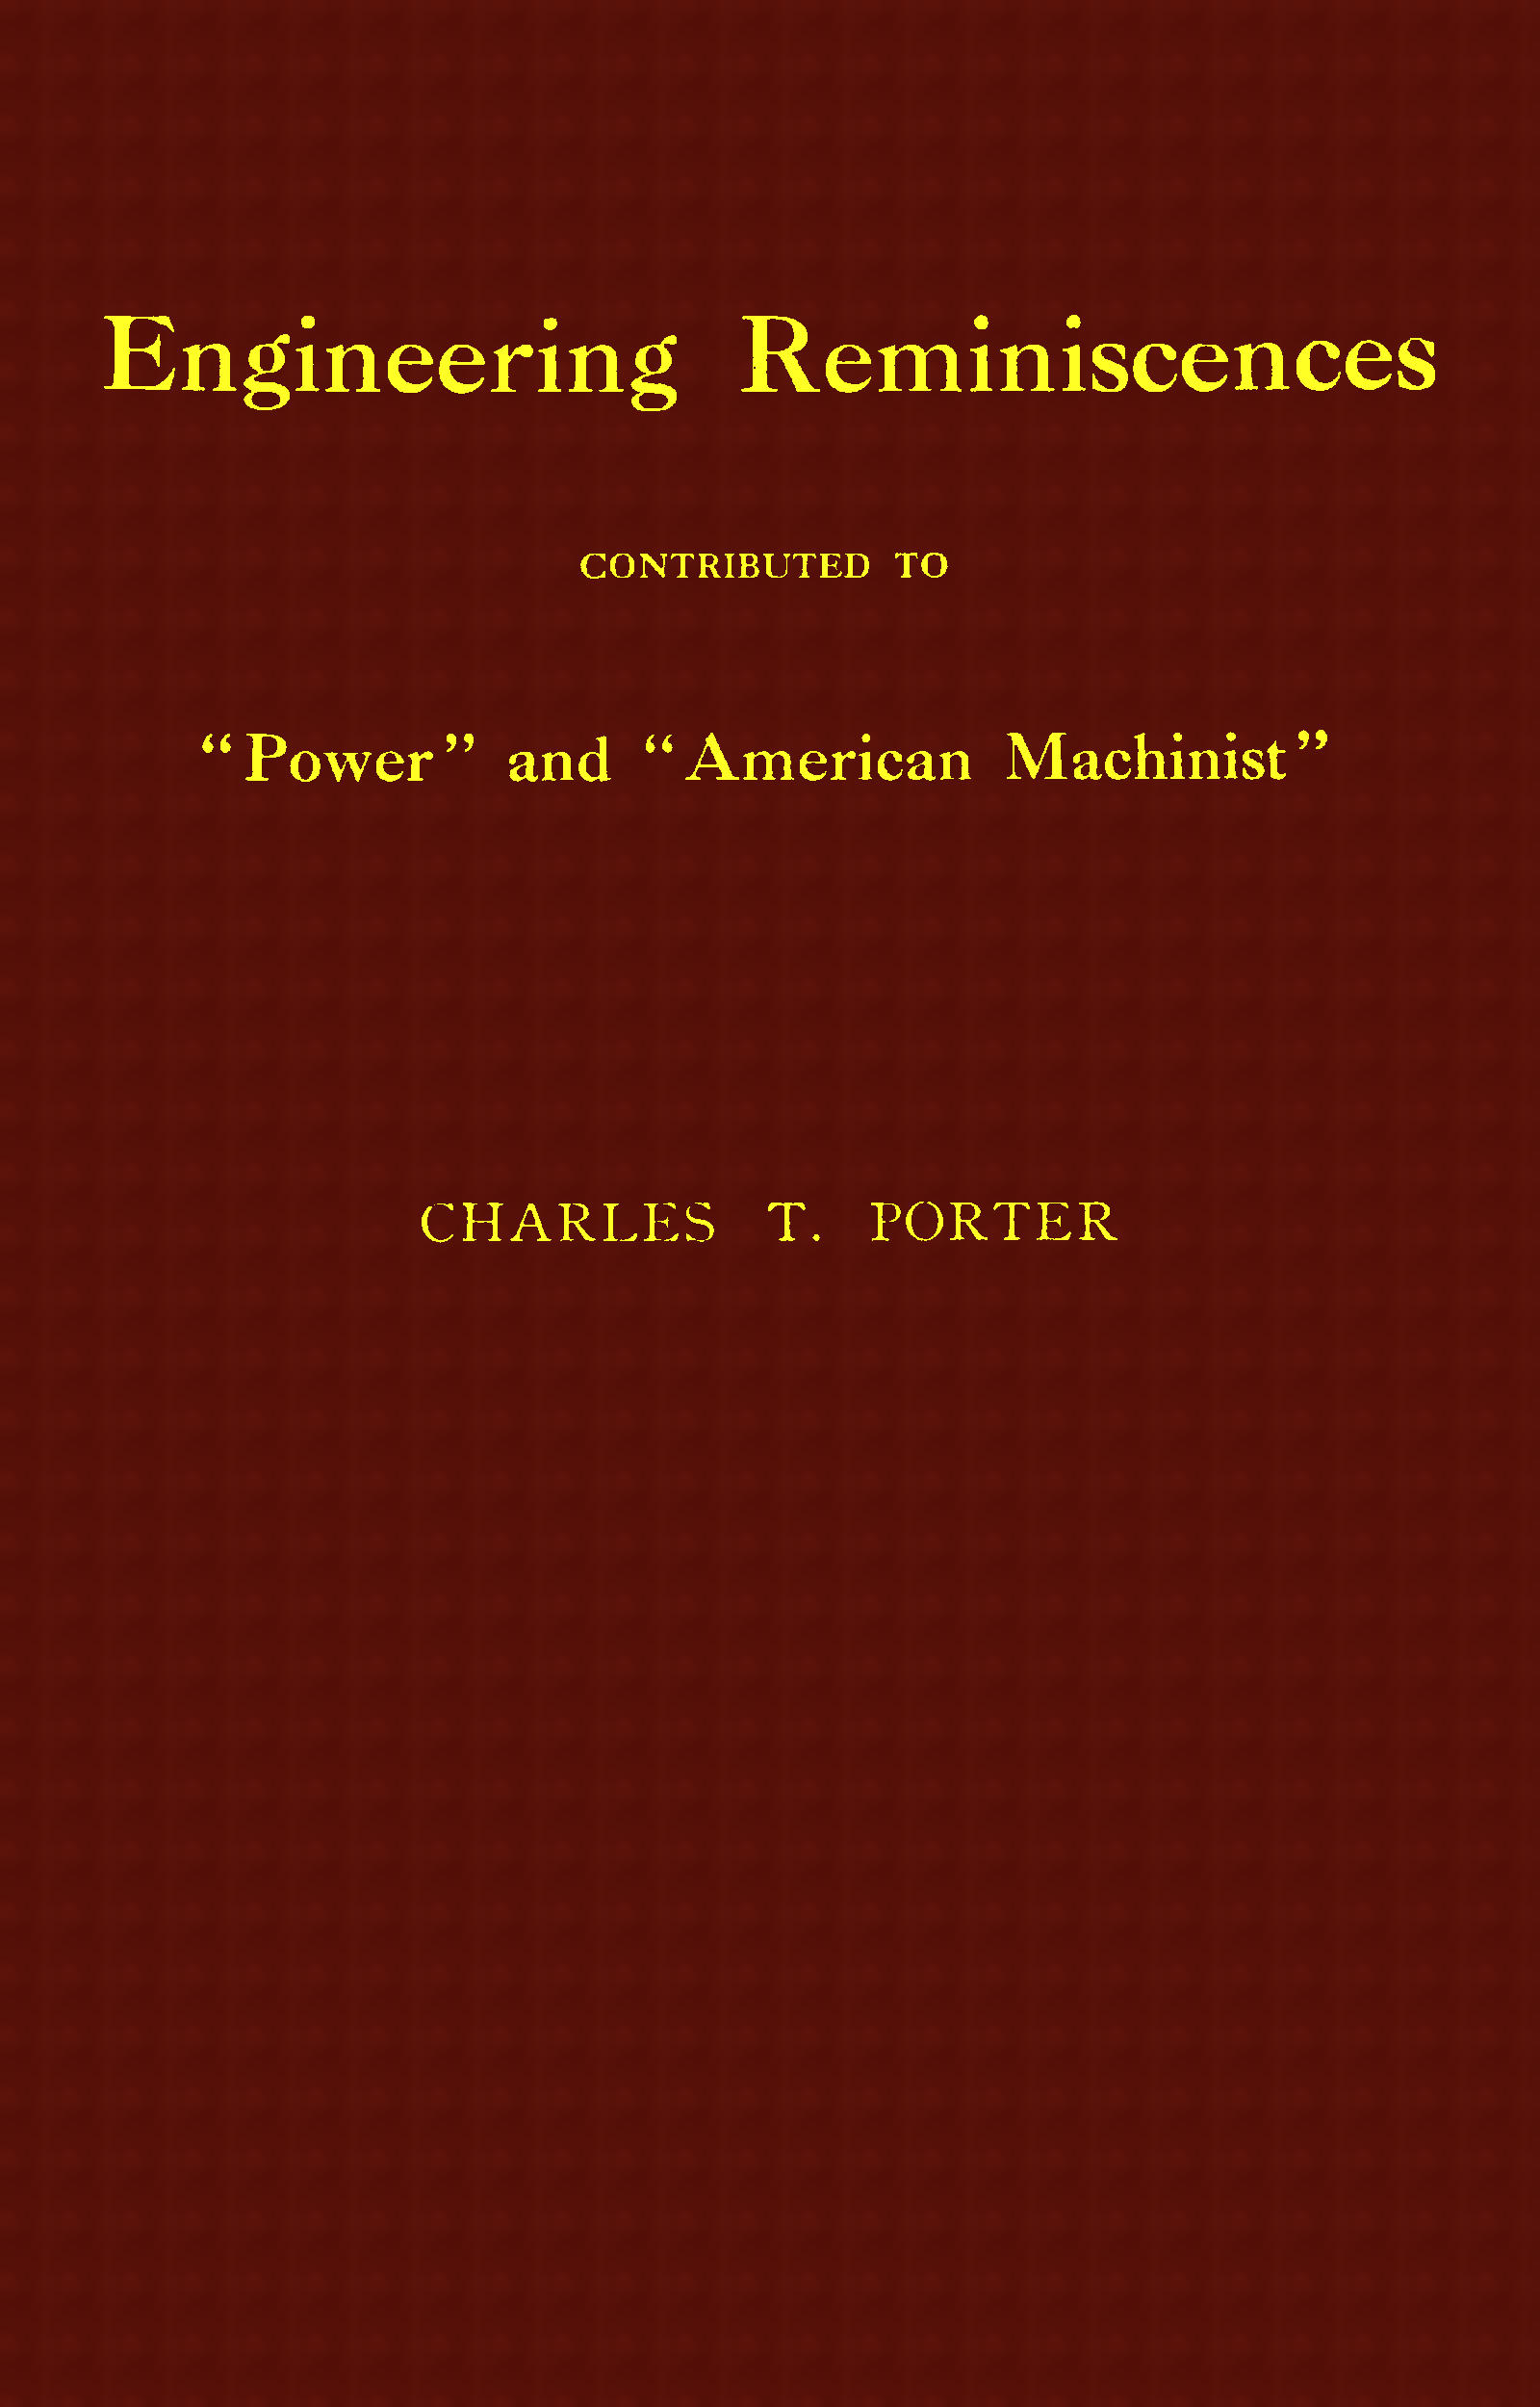 Engineering Reminiscences
CONTRIBUTED TO
“Power” and “American Machinist”
CHARLES T. PORTER